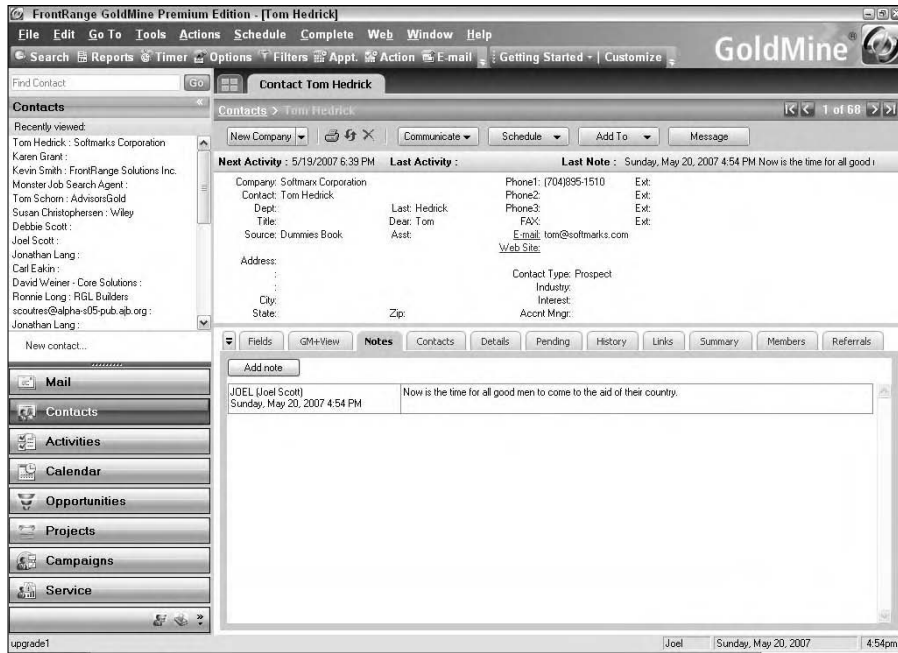 FrontRange GoldMine Premium Edition - [Tom Hedrick]
File Edit Go To Tools Actions Schedule Complete Web Window Help
Search Reports Timer Options Filters Appt. Action E-mail Getting Started Customize
GoldMine®
Find Contact Go Contact Tom Hedrick
Contacts
Contacts > Tom Hedrick 1 of 68
Recently viewed:
Tom Hedrick : Softmarks Corporation
Karen Grant :
Kevin Smith : FrontRange Solutions Inc.
Monster Job Search Agent :
Tom Schorn : AdvisorsGold
Susan Christophersen : Wiley
Debbie Scott :
Joel Scott :
Jonathan Lang :
Carl Eakin :
David Weiner - Core Solutions :
Ronnie Long : RGL Builders
scoutres@alpha-s05-pub.ajb.org :
Jonathan Lang :
New contact...
Mail
Contacts
Activities
Calendar
Opportunities
Projects
Campaigns
Service
New Company Communicate Schedule Add To Message
Next Activity : 5/19/2007 6:39 PM Last Activity : Last Note : Sunday, May 20, 2007 4:54 PM Now is the time for all good
Company: Softmarx Corporation Phone1: (704)895-1510 Ext:
Contact: Tom Hedrick Phone2: Ext:
Dept: Last: Hedrick Phone3: Ext:
Title: Dear: Tom FAX: Ext:
Source: Dummies Book Asst: E-mail: tom@softmarks.com
Web Site:
Address:
: Contact Type: Prospect
: Industry:
City: Interest:
State: Zip: Accnt Mngr:
Fields GM+View Notes Contacts Details Pending History Links Summary Members Referrals
Add note
JOEL (Joel Scott) Now is the time for all good men to come to the aid of their country.
Sunday, May 20, 2007 4:54 PM
upgrade1 Joel Sunday, May 20, 2007 4:54pm